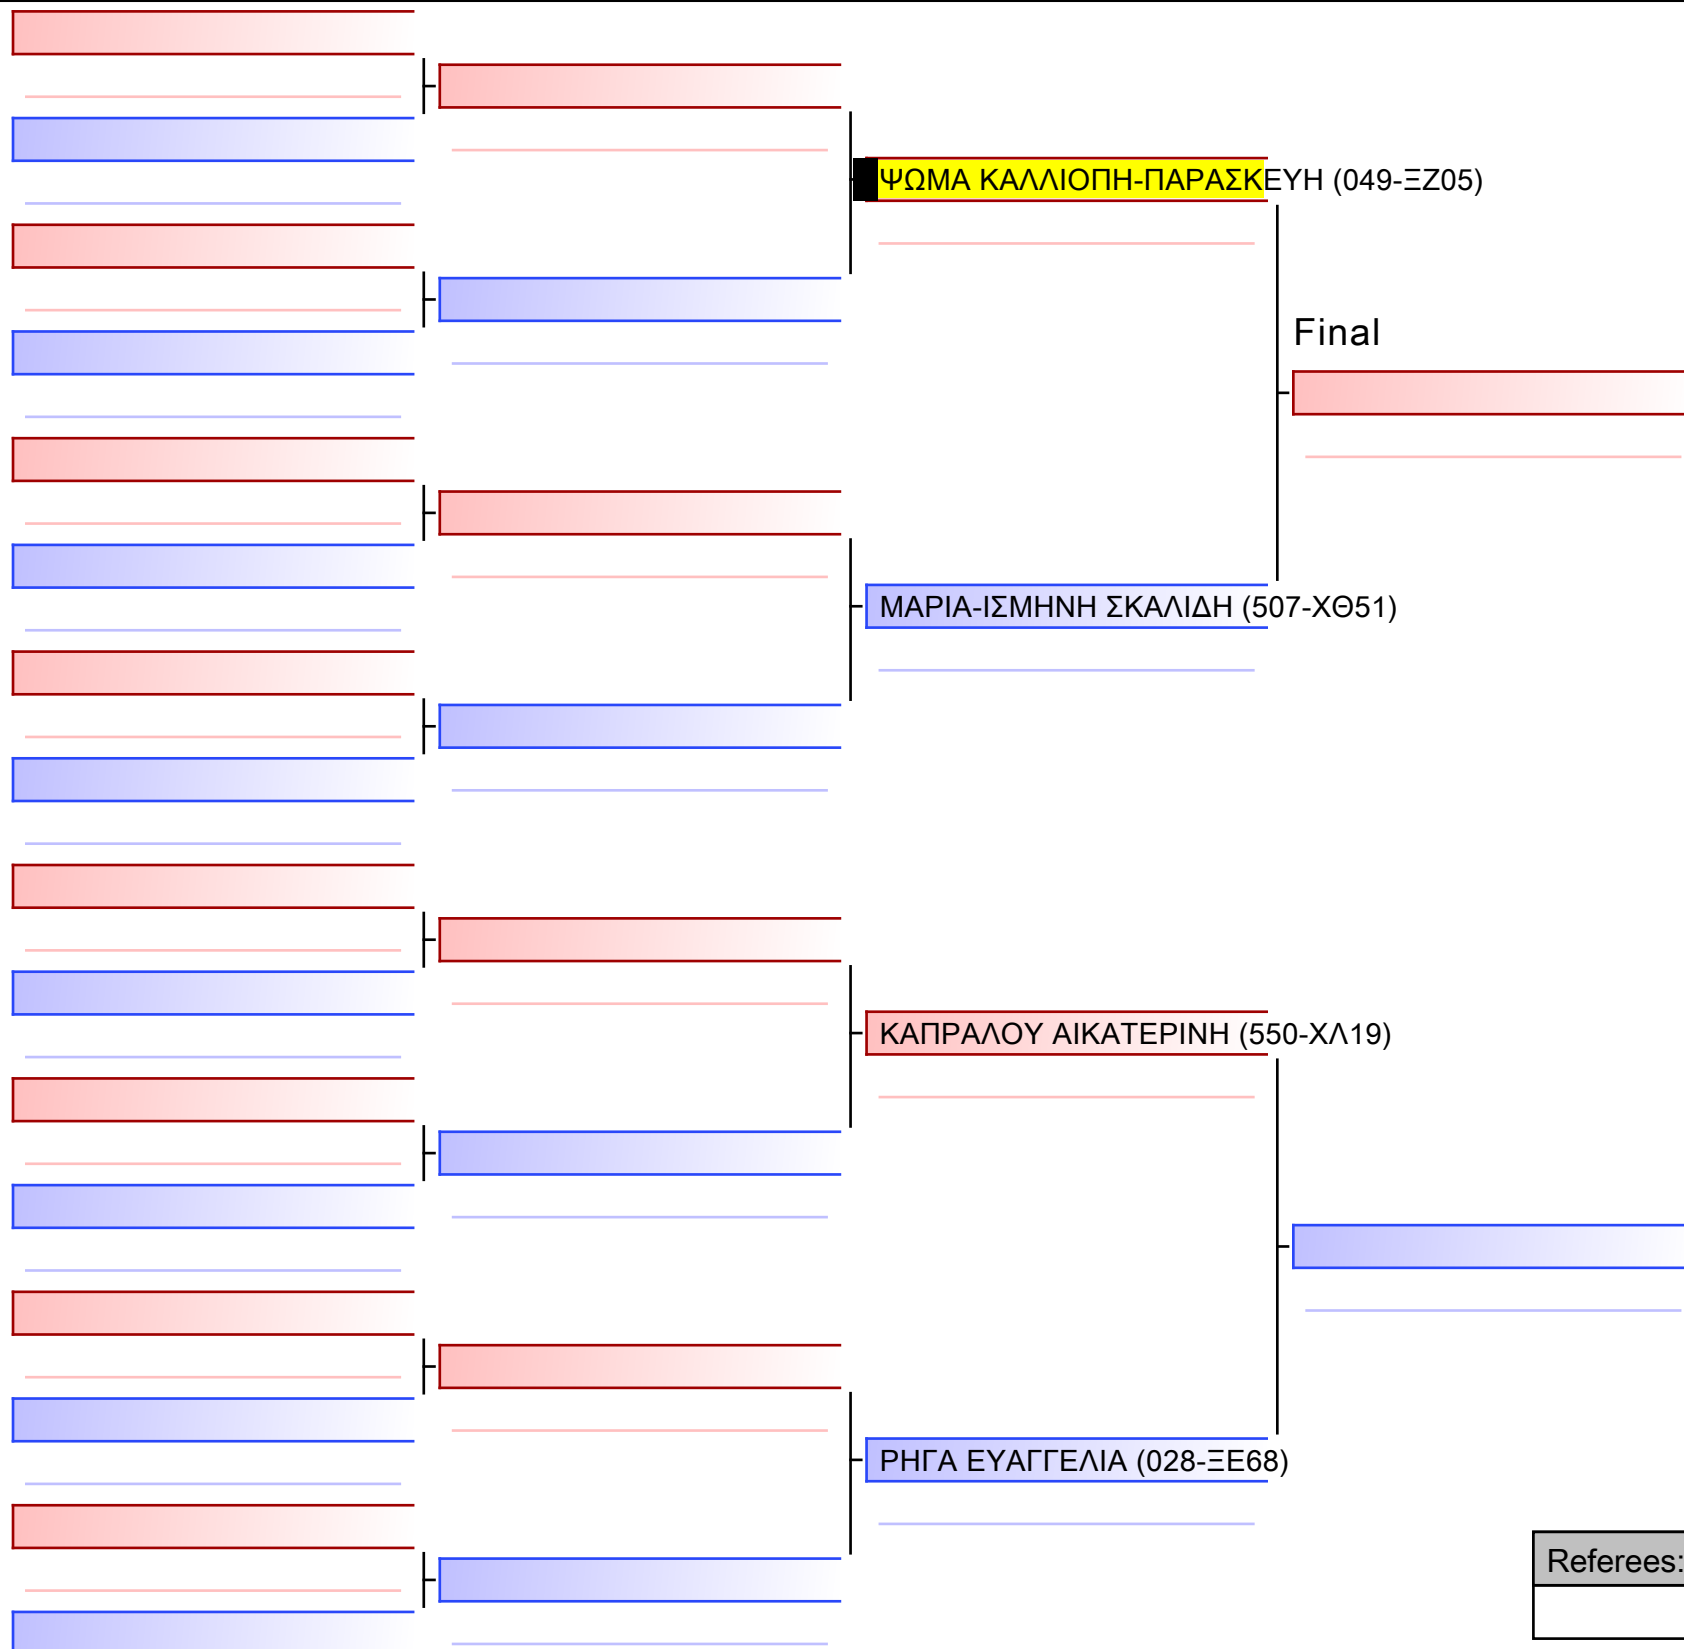 ΨΩΜΑ ΚΑΛΛΙΟΠΗ-ΠΑΡΑΣΚΕΥΗ (049-ΞΖ05)
Final
ΜΑΡΙΑ-ΙΣΜΗΝΗ ΣΚΑΛΙΔΗ (507-ΧΘ51)
ΚΑΠΡΑΛΟΥ ΑΙΚΑΤΕΡΙΝΗ (550-ΧΛ19)
ΡΗΓΑ ΕΥΑΓΓΕΛΙΑ (028-ΞΕ68)
Referees: